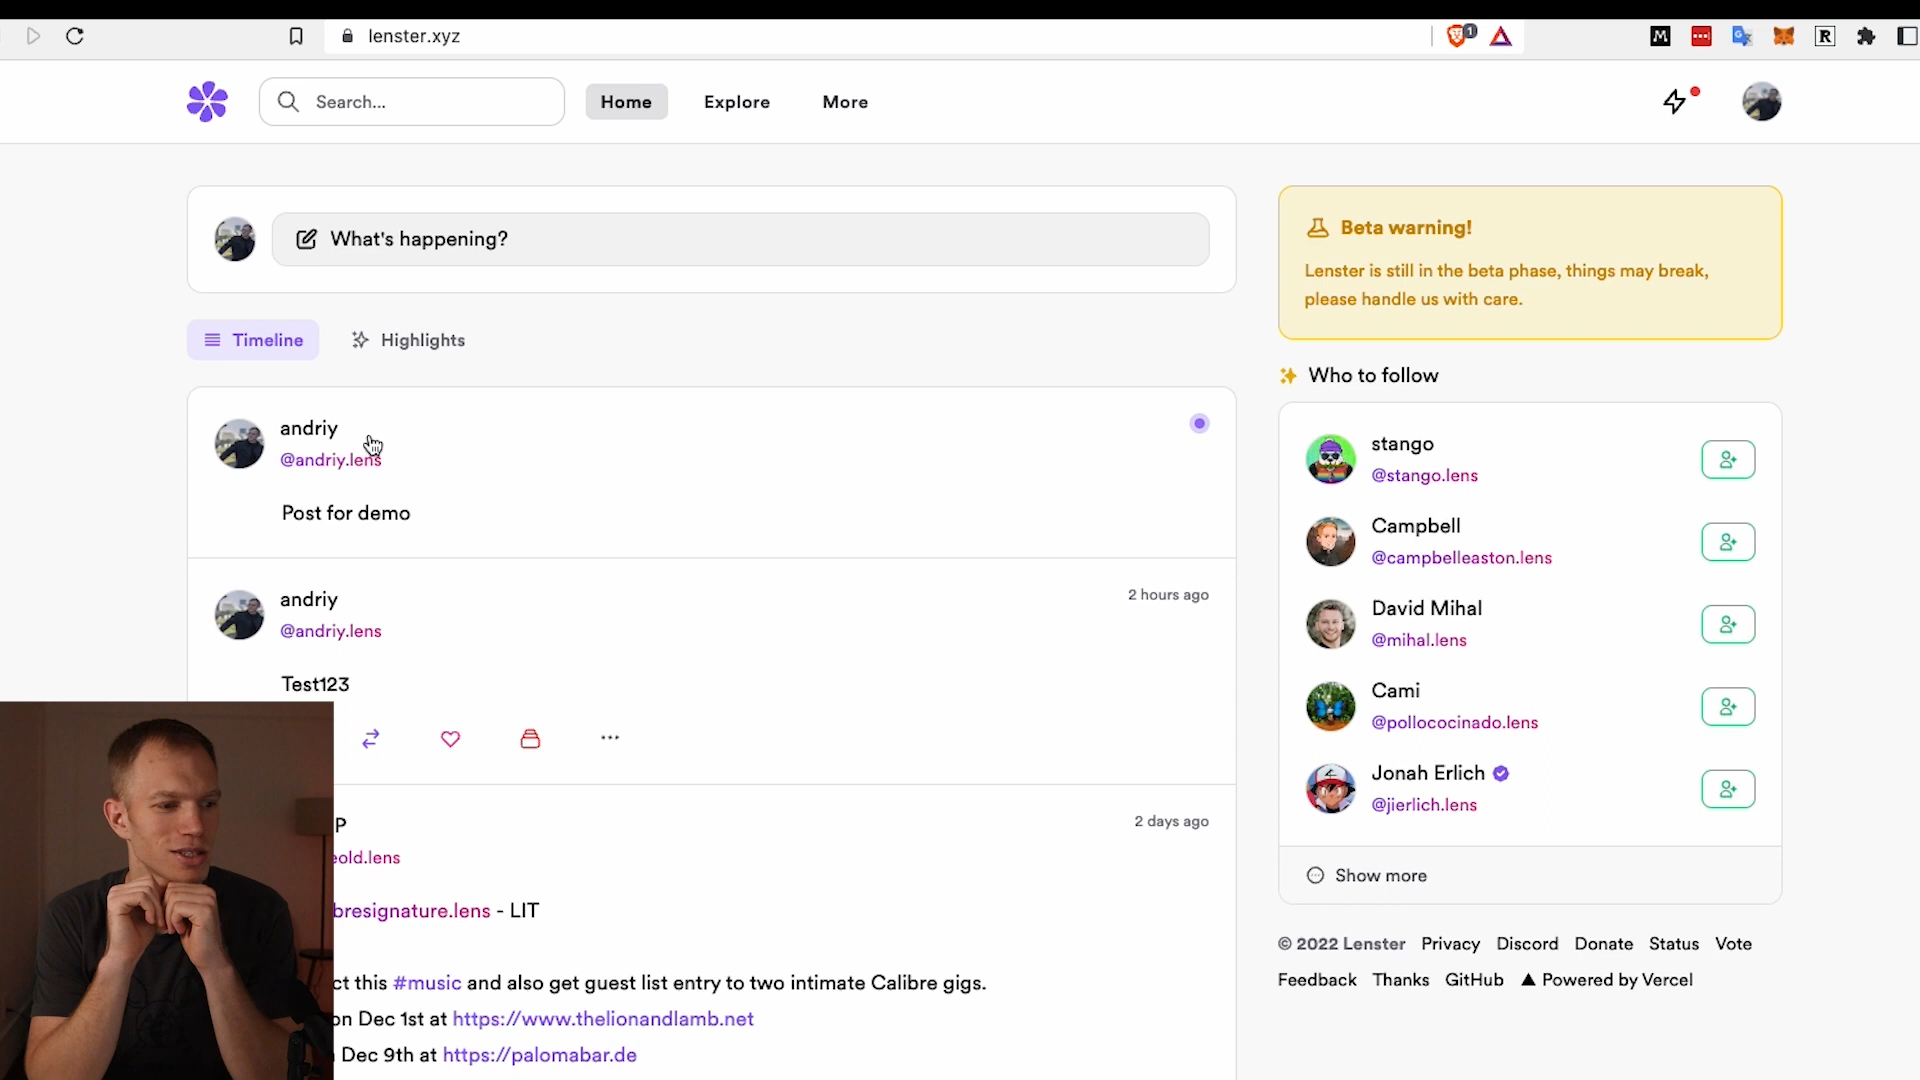 lenster.xyz
1
M
R
Search...
Home
Explore
More
What's happening?
Timeline
Highlights
andriy
@andriy.lens
Post for demo
andriy
2 hours ago
@andriy.lens
Test123
P
2 days ago
eold.lens
bresignature.lens - LIT
ct this #music and also get guest list entry to two intimate Calibre gigs.
on Dec 1st at https://www.thelionandlamb.net
Dec 9th at https://palomabar.de
Beta warning!
Lenster is still in the beta phase, things may break,
please handle us with care.
Who to follow
stango
@stango.lens
Campbell
@campbelleaston.lens
David Mihal
@mihal.lens
Cami
@pollococinado.lens
Jonah Erlich
@jierlich.lens
Show more
© 2022 Lenster Privacy Discord Donate Status Vote
Feedback Thanks GitHub Powered by Vercel